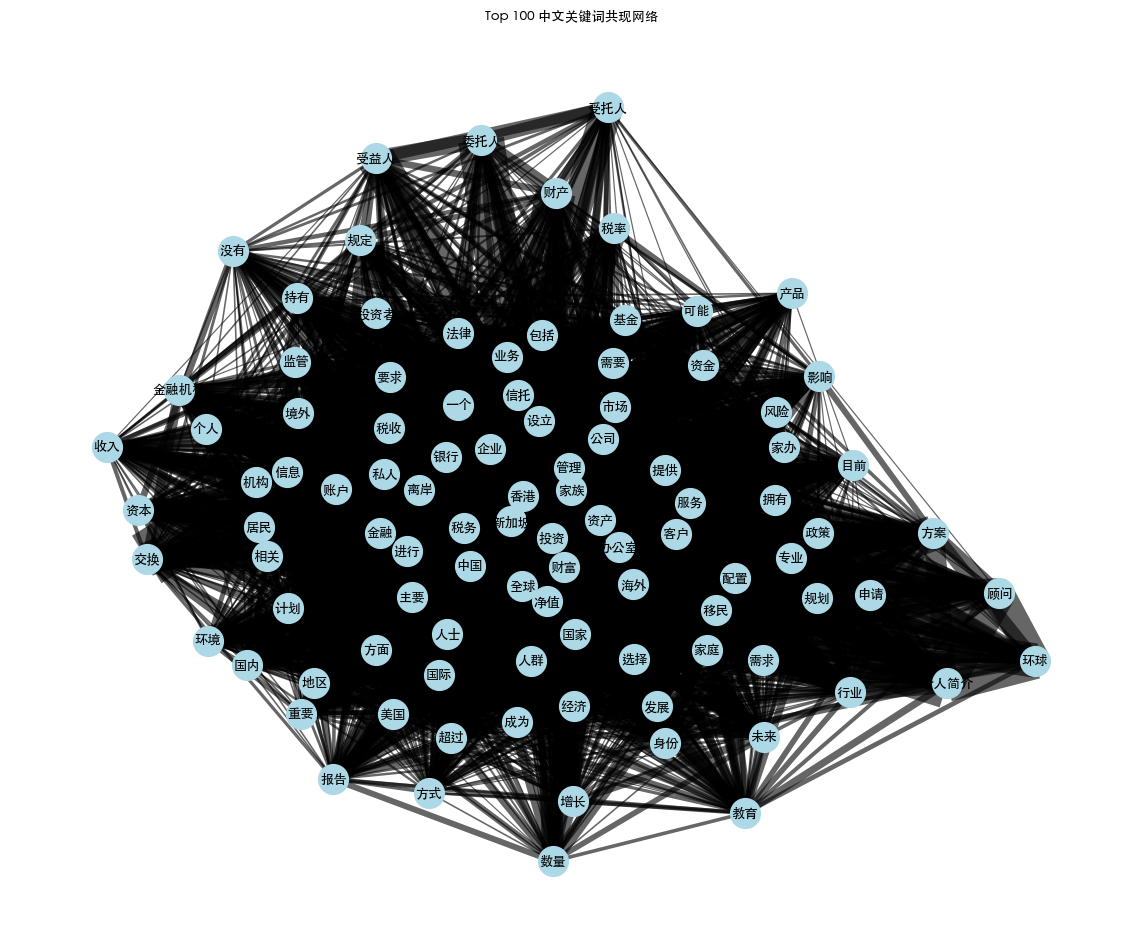 Top 100 中文关键词共现网络
受托人
委托人
受益人
财产
税率
规定
没有
产品
持有
可能
投资者
基金
法律
包括
业务
监管
需要
资金
影响
要求
金融机构
信托
一个
市场
风险
境外
设立
个人
税收
公司
收入
家办
企业
银行
目前
管理
提供
信息
私人
机构
账户
离岸
家族
香港
拥有
服务
资本
新加坡
资产
居民
税务
金融
客户
政策
方案
投资
办公室
进行
相关
交换
专业
中国
财富
配置
全球
海外
顾问
申请
主要
规划
净值
计划
移民
人士
国家
环境
方面
家庭
选择
需求
人群
环球
国内
国际
地区
个人简介
行业
经济
发展
重要
美国
成为
超过
未来
身份
报告
方式
增长
教育
数量